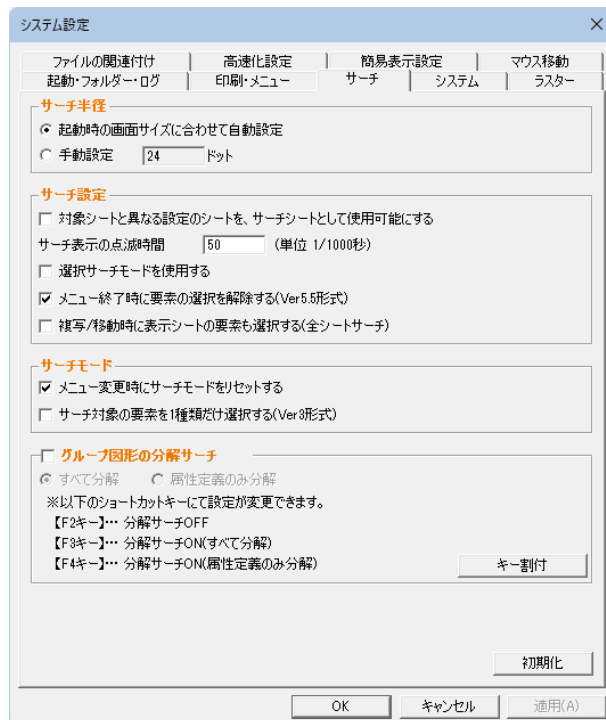 システム設定
ファイルの関連付け 高速化設定 簡易表示設定 マウス移動
起動・フォルダー・ログ 印刷・メニュー サーチ システム ラスター
サーチ半径
起動時の画面サイズに合わせて自動設定
手動設定 24 ドット
サーチ設定
対象シートと異なる設定のシートを、サーチシートとして使用可能にする
サーチ表示の点滅時間 50 (単位 1/1000秒)
選択サーチモードを使用する
メニュー終了時に要素の選択を解除する(Ver5.5形式)
複写/移動時に表示シートの要素も選択する(全シートサーチ)
サーチモード
メニュー変更時にサーチモードをリセットする
サーチ対象の要素を1種類だけ選択する(Ver3形式)
グループ図形の分解サーチ
すべて分解 属性定義のみ分解
※以下のショートカットキーにて設定が変更できます。
【F2キー】… 分解サーチOFF
【F3キー】… 分解サーチON(すべて分解)
【F4キー】… 分解サーチON(属性定義のみ分解)
キー割付
初期化
OK キャンセル 適用(A)